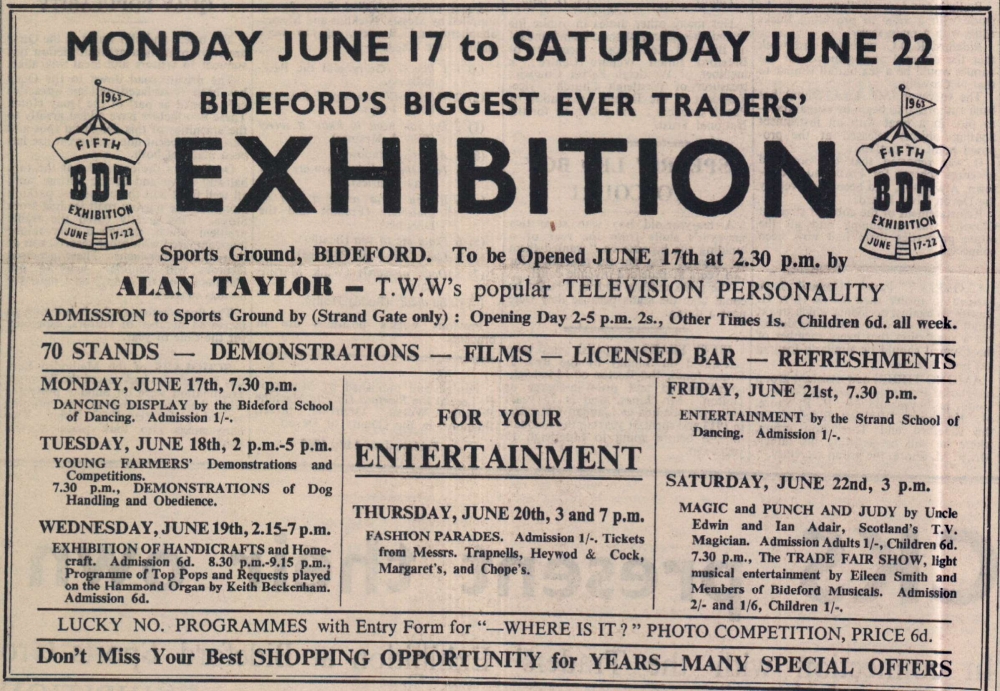 MONDAY JUNE 17 to SATURDAY JUNE 22
BIDEFORD'S BIGGEST EVER TRADERS'
EXHIBITION
1963
FIFTH
BDT
EXHIBITION
JUNE 17-22
1963
FIFTH
BDT
EXHIBITION
JUNE 17-22
Sports Ground, BIDEFORD. To be Opened JUNE 17th at 2.30 p.m. by
ALAN TAYLOR — T.W.W's popular TELEVISION PERSONALITY
ADMISSION to Sports Ground by (Strand Gate only) : Opening Day 2-5 p.m. 2s., Other Times 1s. Children 6d. all week.
70 STANDS — DEMONSTRATIONS — FILMS — LICENSED BAR — REFRESHMENTS
MONDAY, JUNE 17th, 7.30 p.m.
DANCING DISPLAY by the Bideford School
of Dancing. Admission 1/-.
TUESDAY, JUNE 18th, 2 p.m.-5 p.m.
YOUNG FARMERS' Demonstrations and
Competitions.
7.30 p.m., DEMONSTRATIONS of Dog
Handling and Obedience.
WEDNESDAY, JUNE 19th, 2.15-7 p.m.
EXHIBITION OF HANDICRAFTS and Home-
craft. Admission 6d. 8.30 p.m.-9.15 p.m.,
Programme of Top Pops and Requests played
on the Hammond Organ by Keith Beckenham.
Admission 6d.
FOR YOUR
ENTERTAINMENT
THURSDAY, JUNE 20th, 3 and 7 p.m.
FASHION PARADES. Admission 1/-. Tickets
from Messrs. Trapnells, Heywod & Cock,
Margaret's, and Chope's.
FRIDAY, JUNE 21st, 7.30 p.m.
ENTERTAINMENT by the Strand School of
Dancing. Admission 1/-.
SATURDAY, JUNE 22nd, 3 p.m.
MAGIC and PUNCH AND JUDY by Uncle
Edwin and Ian Adair, Scotland's T.V.
Magician. Admission Adults 1/-, Children 6d.
7.30 p.m., The TRADE FAIR SHOW, light
musical entertainment by Eileen Smith and
Members of Bideford Musicals. Admission
2/- and 1/6, Children 1/-.
LUCKY NO. PROGRAMMES with Entry Form for "—WHERE IS IT ?" PHOTO COMPETITION, PRICE 6d.
Don't Miss Your Best SHOPPING OPPORTUNITY for YEARS—MANY SPECIAL OFFERS